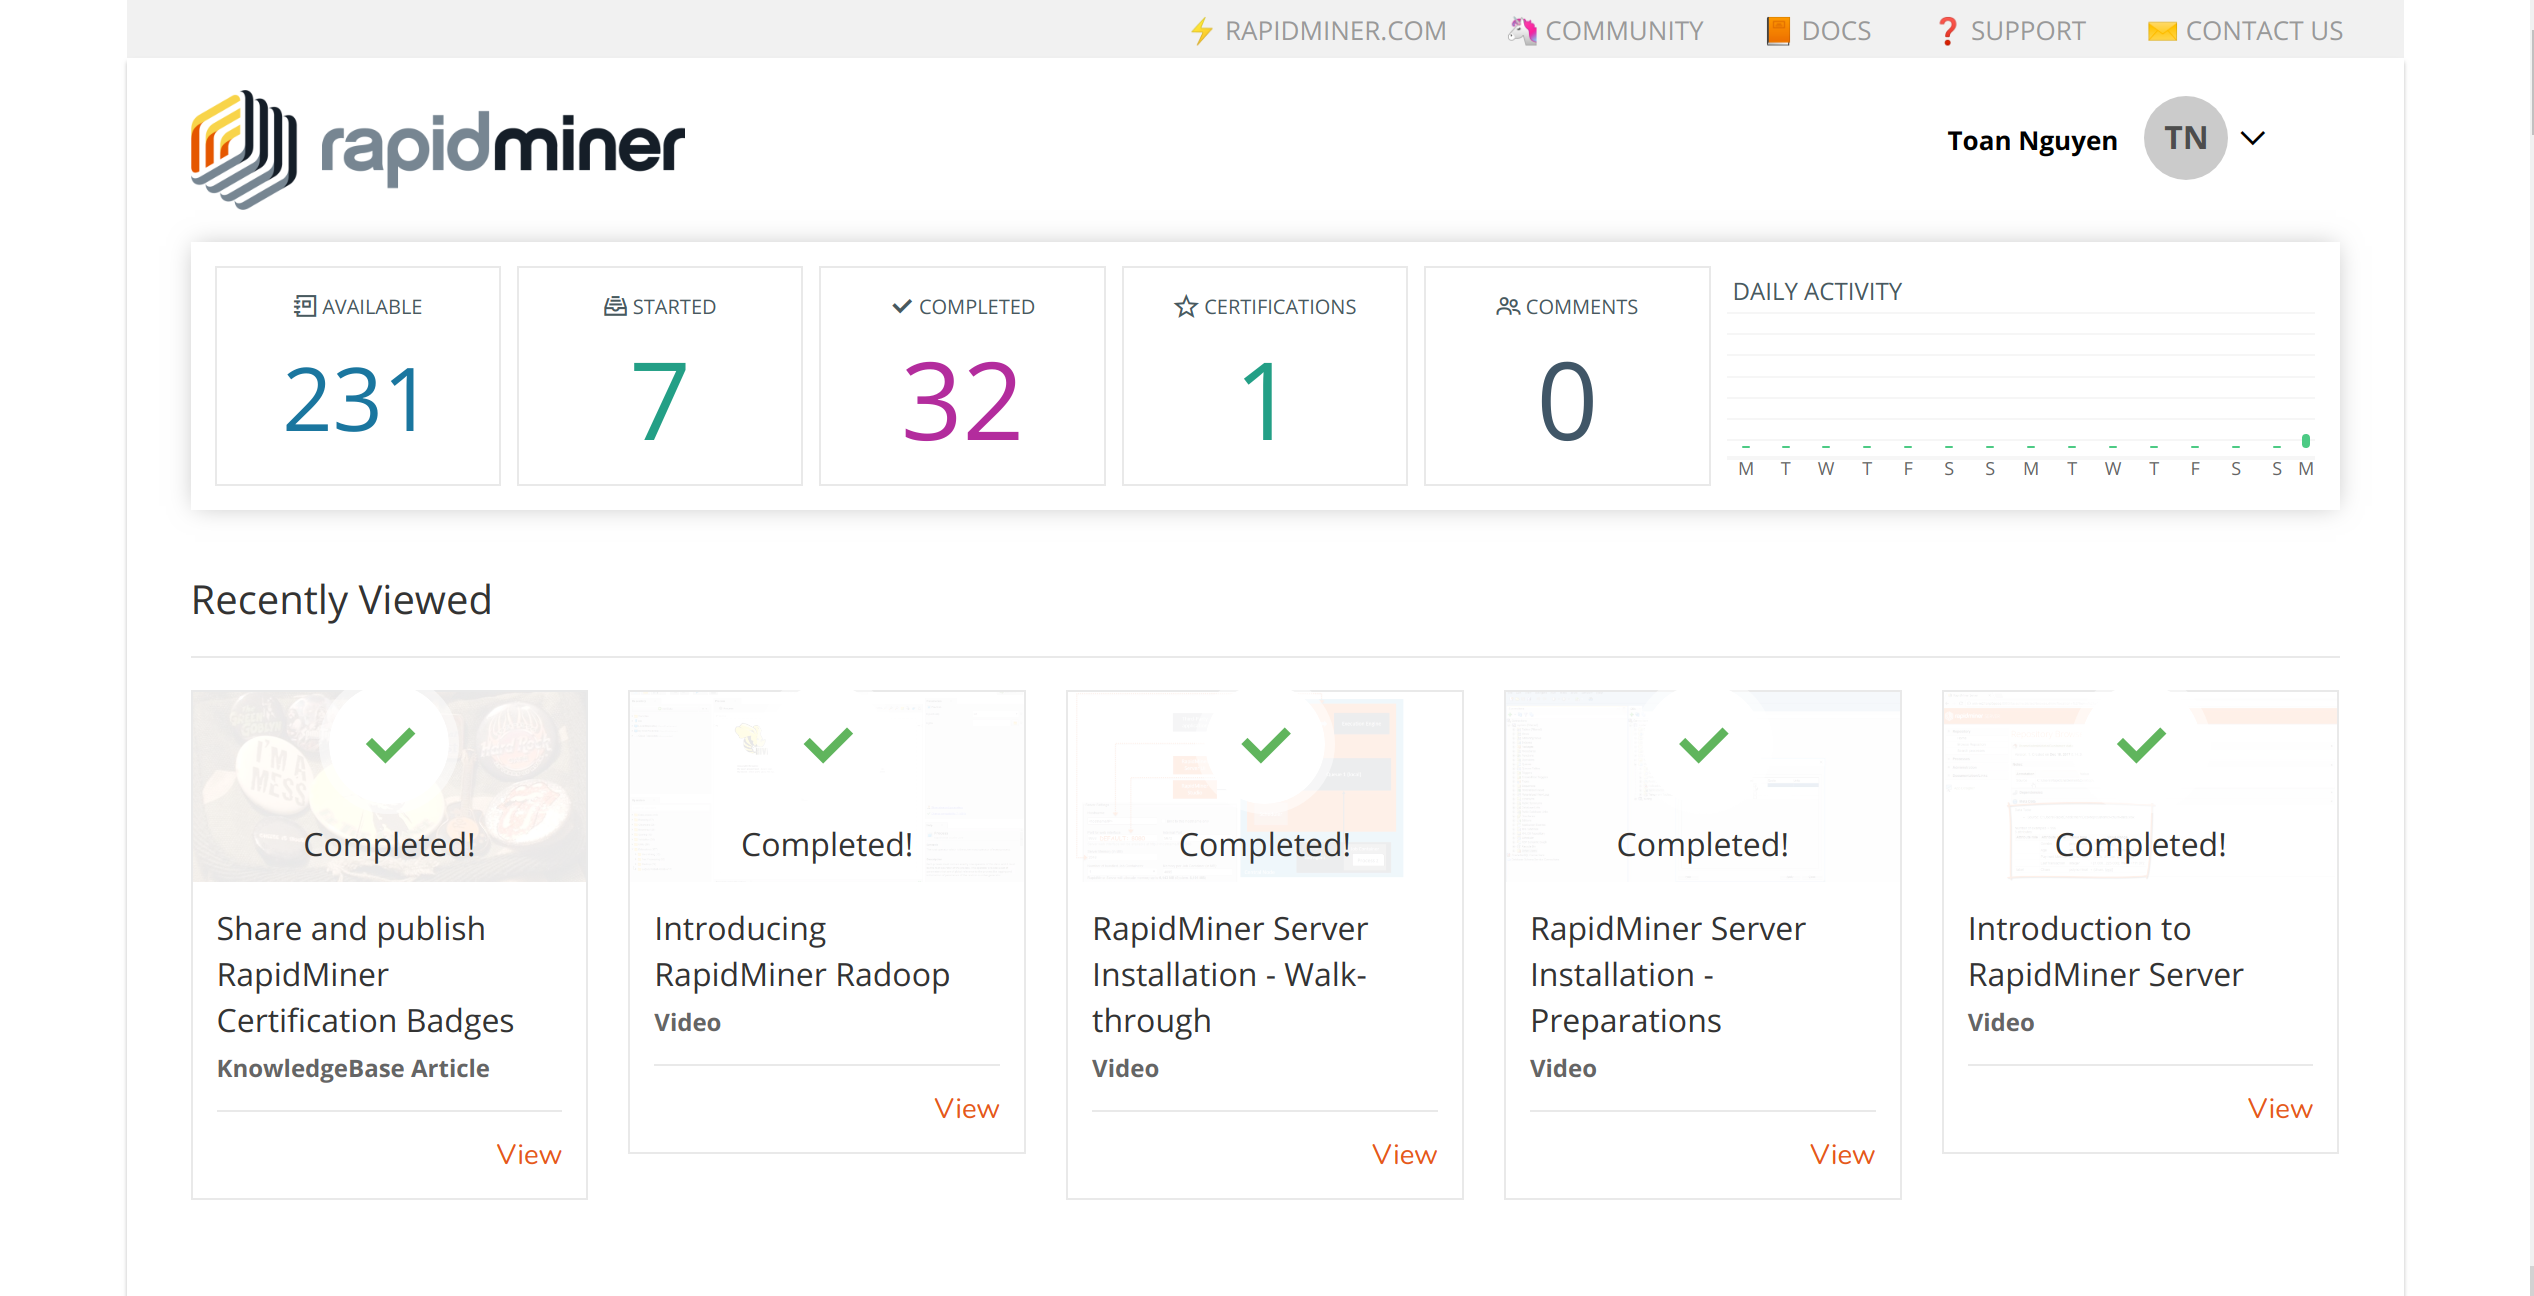 ⚡ RAPIDMINER.COM 🦄 COMMUNITY 📙 DOCS ❓ SUPPORT ✉️ CONTACT US
rapidminer
Toan Nguyen TN
AVAILABLE
231
STARTED
7
COMPLETED
32
CERTIFICATIONS
1
COMMENTS
0
DAILY ACTIVITY
M T W T F S S M T W T F S S M
Recently Viewed
I'M A
MESS
Completed!
Share and publish
RapidMiner
Certification Badges
KnowledgeBase Article
View
Completed!
Introducing
RapidMiner Radoop
Video
View
Completed!
RapidMiner Server
Installation - Walk-
through
Video
View
Completed!
RapidMiner Server
Installation -
Preparations
Video
View
Completed!
Introduction to
RapidMiner Server
Video
View